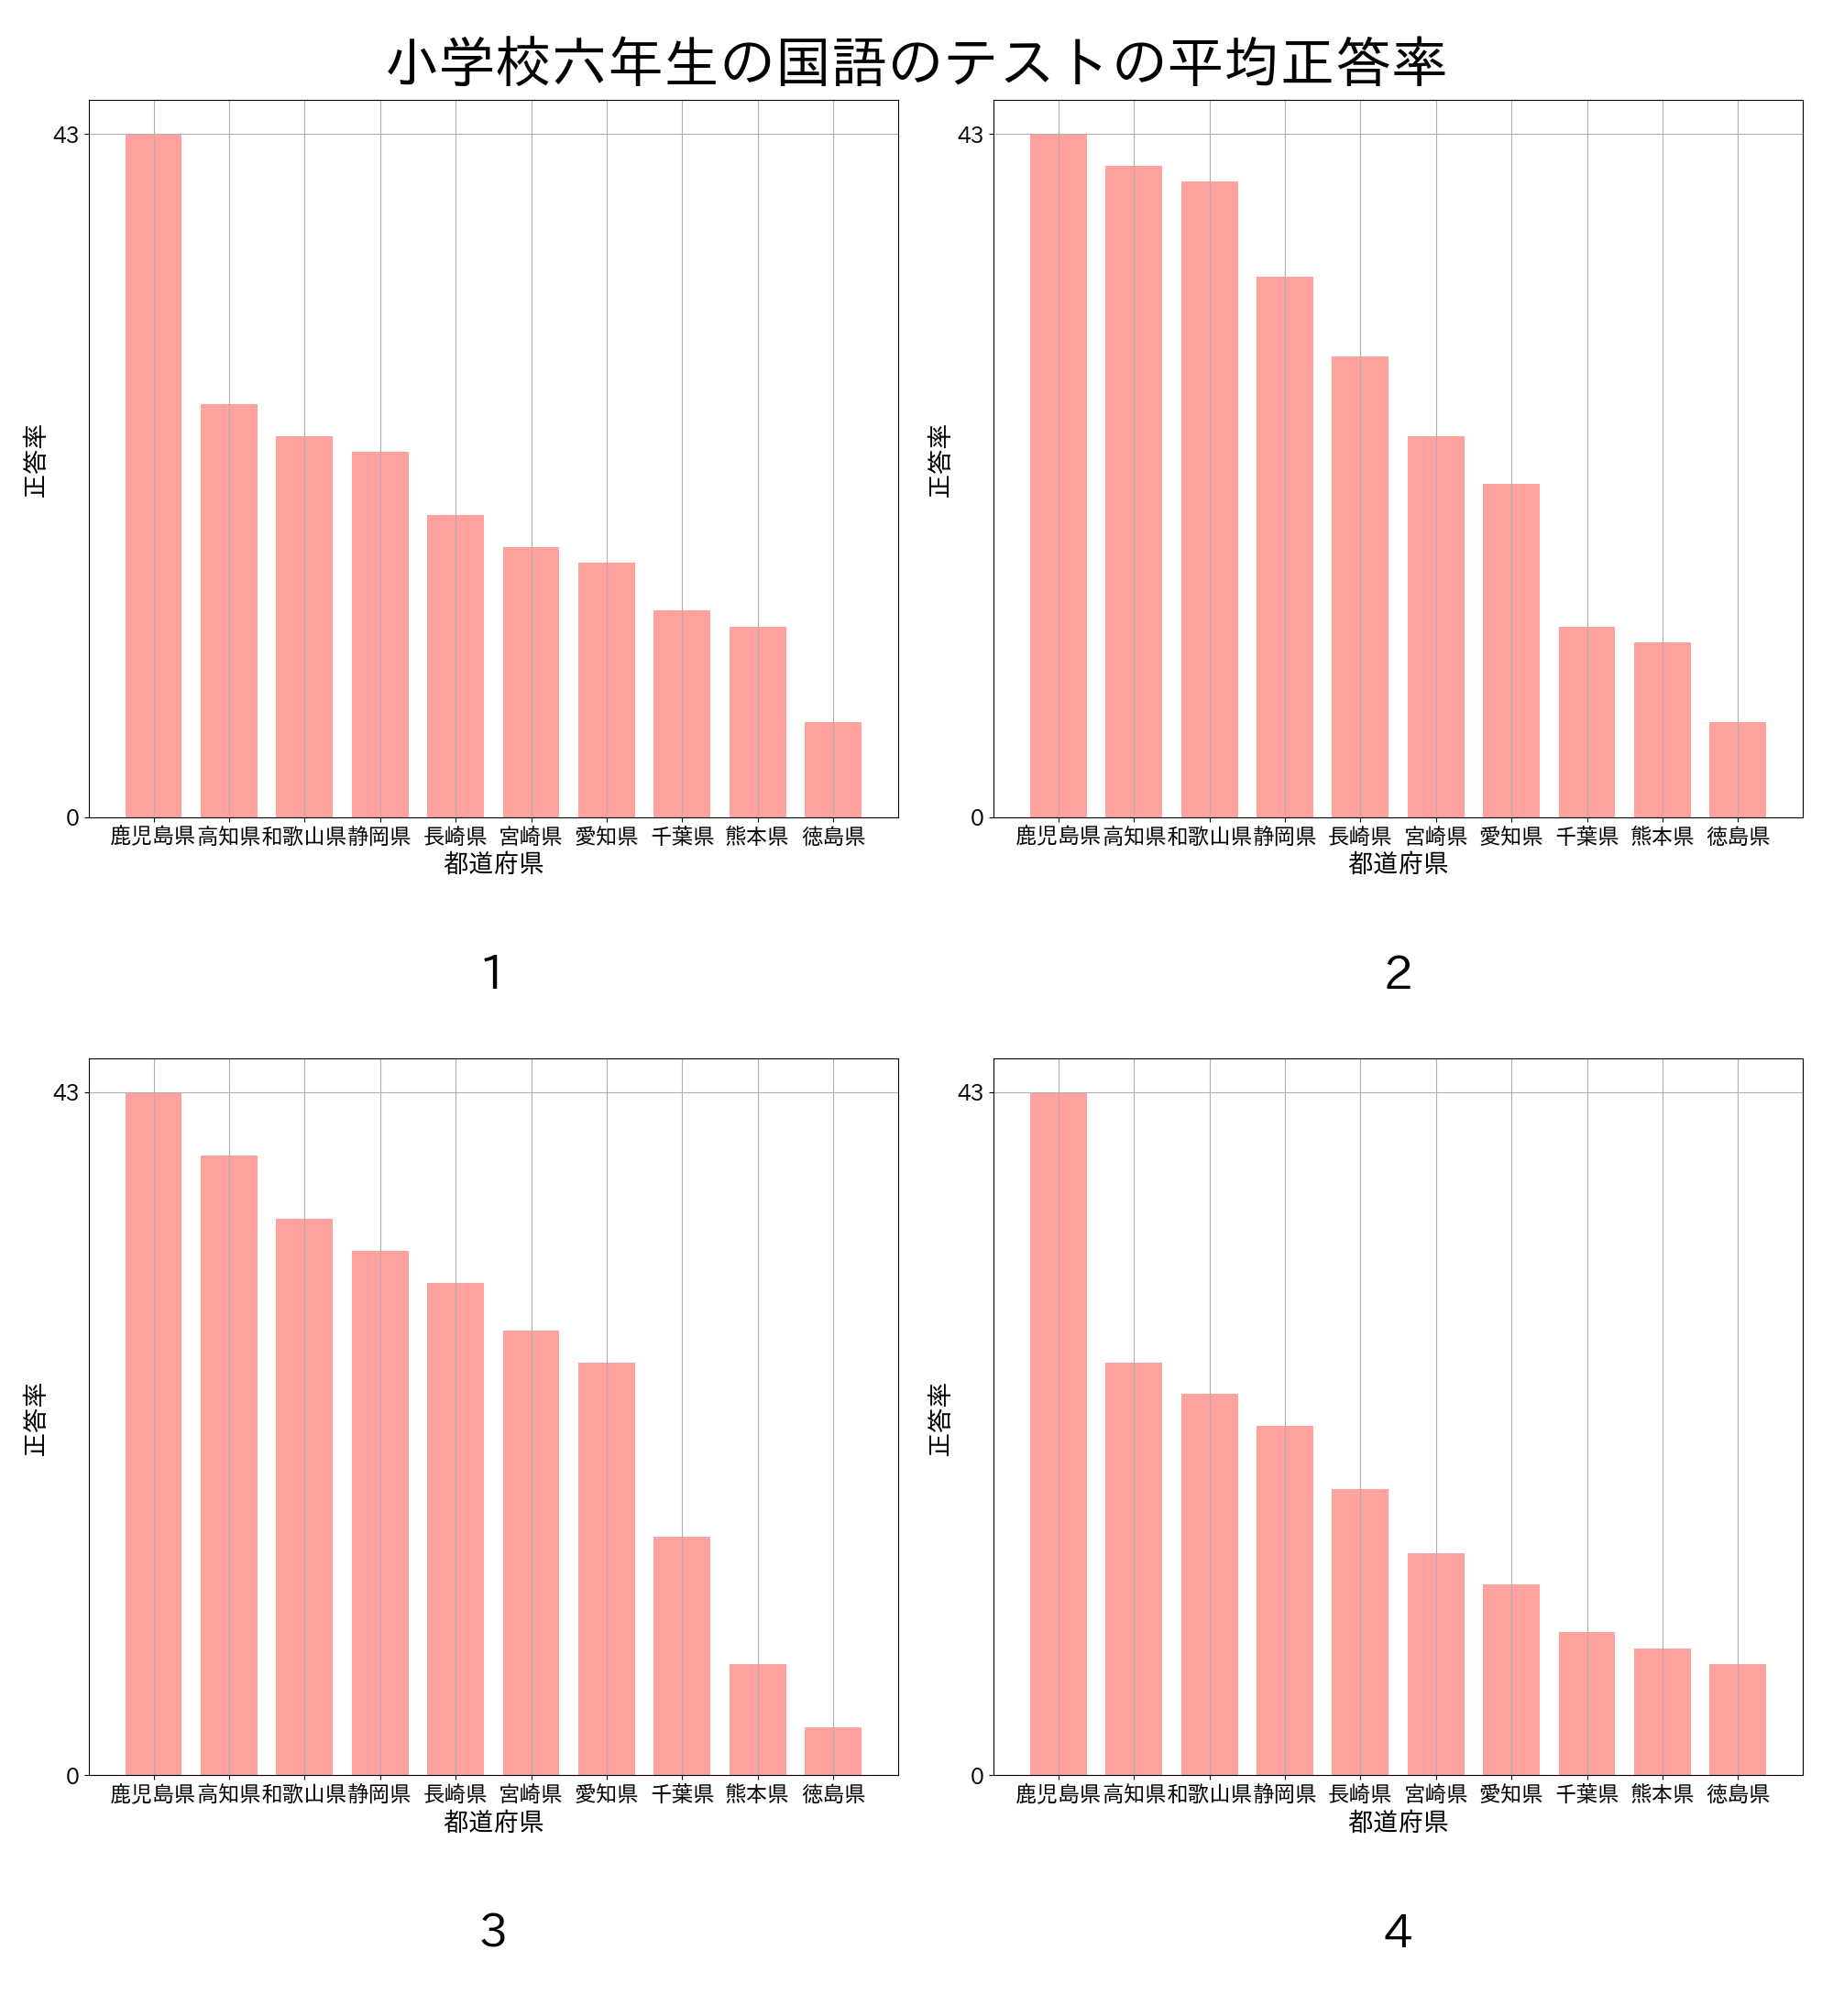 小学校六年生の国語のテストの平均正答率
43
正答率
0
鹿児島県 高知県 和歌山県 静岡県 長崎県 宮崎県 愛知県 千葉県 熊本県 徳島県
都道府県
1
43
正答率
0
鹿児島県 高知県 和歌山県 静岡県 長崎県 宮崎県 愛知県 千葉県 熊本県 徳島県
都道府県
2
43
正答率
0
鹿児島県 高知県 和歌山県 静岡県 長崎県 宮崎県 愛知県 千葉県 熊本県 徳島県
都道府県
3
43
正答率
0
鹿児島県 高知県 和歌山県 静岡県 長崎県 宮崎県 愛知県 千葉県 熊本県 徳島県
都道府県
4